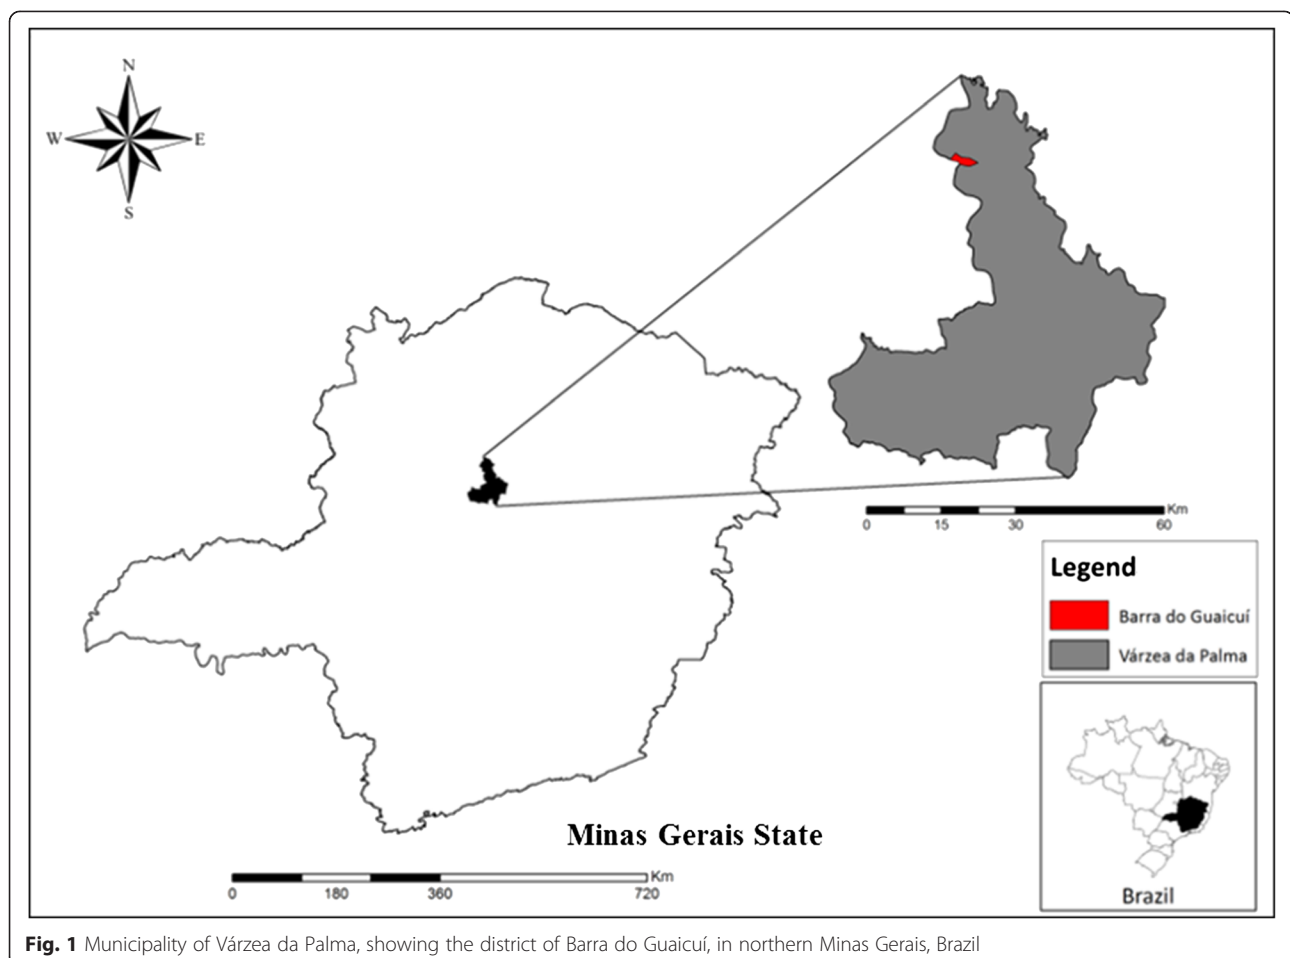 N
W E
S
Km
0 15 30 60
Legend
Barra do Guaicuí
Várzea da Palma
Minas Gerais State
Km
0 180 360 720
Brazil
Fig. 1 Municipality of Várzea da Palma, showing the district of Barra do Guaicuí, in northern Minas Gerais, Brazil